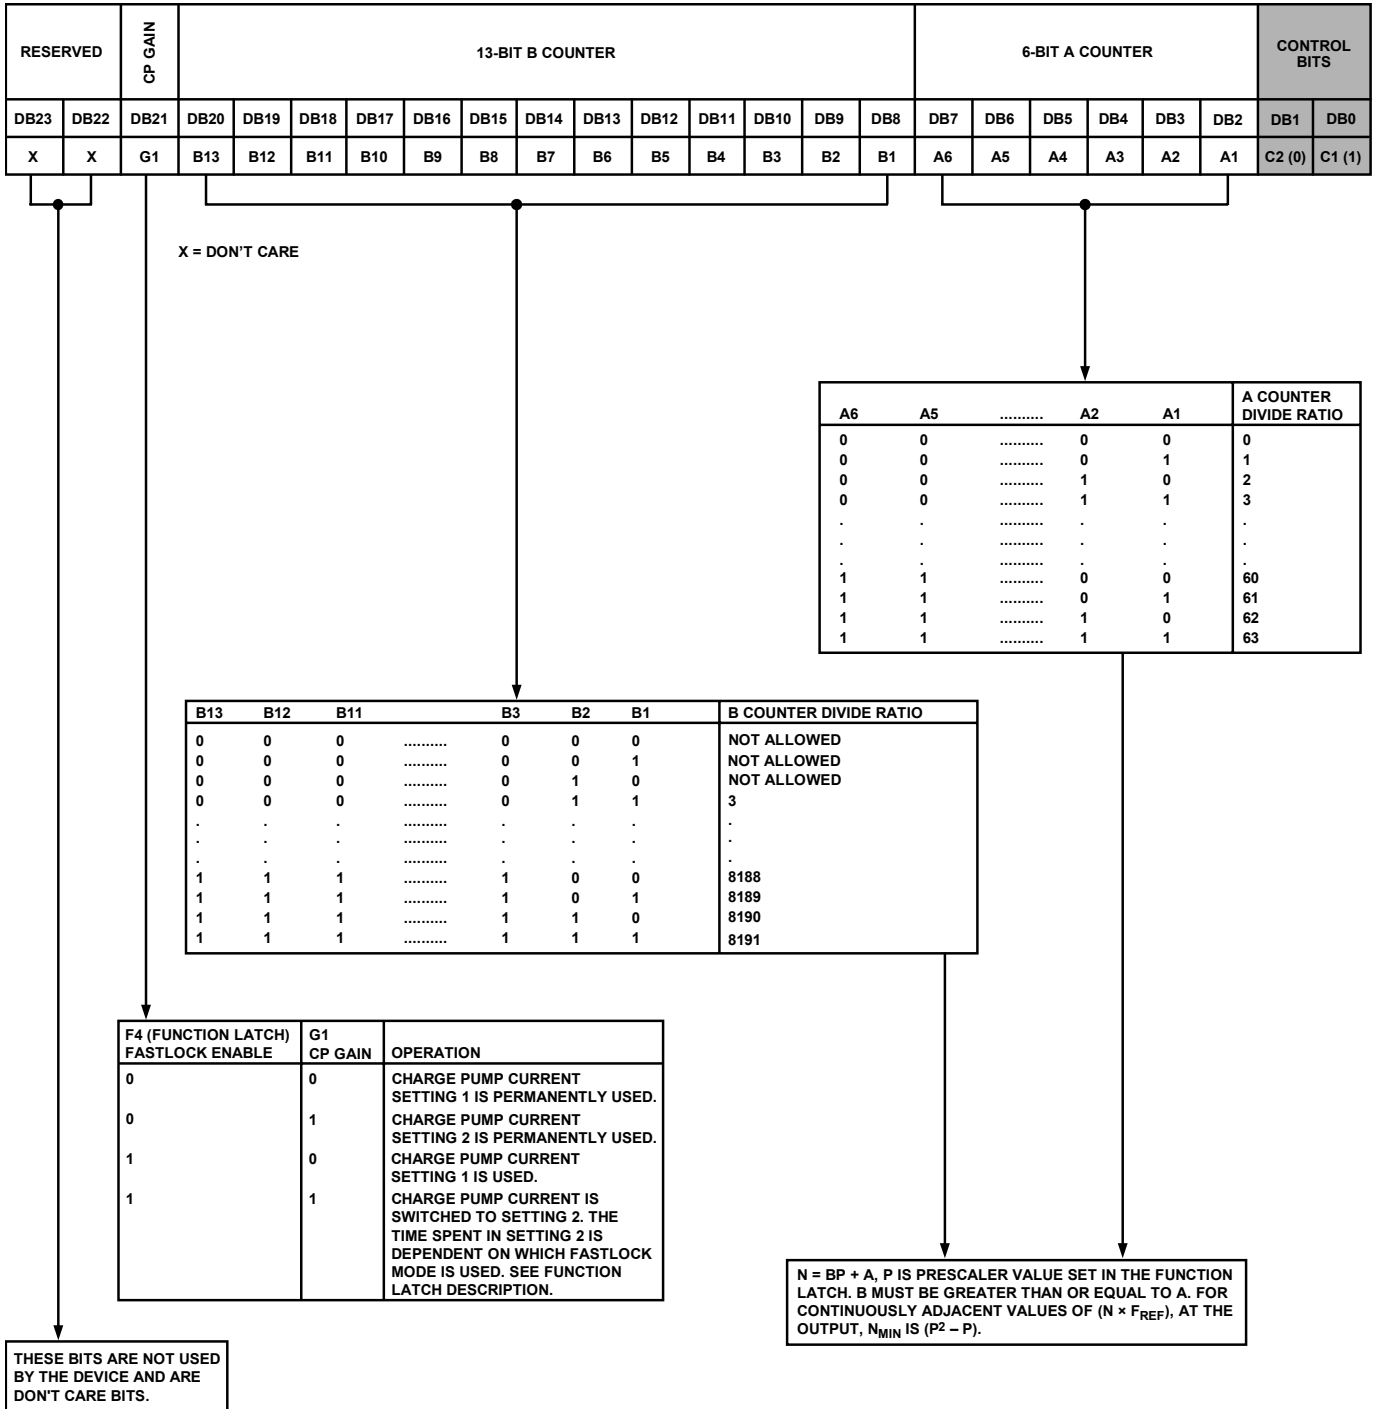 RESERVED
CP GAIN
13-BIT B COUNTER
6-BIT A COUNTER
CONTROL
BITS
DB23 DB22 DB21 DB20 DB19 DB18 DB17 DB16 DB15 DB14 DB13 DB12 DB11 DB10 DB9 DB8 DB7 DB6 DB5 DB4 DB3 DB2 DB1 DB0
X X G1 B13 B12 B11 B10 B9 B8 B7 B6 B5 B4 B3 B2 B1 A6 A5 A4 A3 A2 A1 C2 (0) C1 (1)
X = DON'T CARE
A COUNTER
A6 A5 .......... A2 A1 DIVIDE RATIO
0 0 .......... 0 0 0
0 0 .......... 0 1 1
0 0 .......... 1 0 2
0 0 .......... 1 1 3
. . .......... . . .
. . .......... . . .
. . .......... . . .
1 1 .......... 0 0 60
1 1 .......... 0 1 61
1 1 .......... 1 0 62
1 1 .......... 1 1 63
B13 B12 B11 B3 B2 B1 B COUNTER DIVIDE RATIO
0 0 0 .......... 0 0 0 NOT ALLOWED
0 0 0 .......... 0 0 1 NOT ALLOWED
0 0 0 .......... 0 1 0 NOT ALLOWED
0 0 0 .......... 0 1 1 3
. . . .......... . . . .
. . . .......... . . . .
. . . .......... . . . .
1 1 1 .......... 1 0 0 8188
1 1 1 .......... 1 0 1 8189
1 1 1 .......... 1 1 0 8190
1 1 1 .......... 1 1 1 8191
F4 (FUNCTION LATCH) G1
FASTLOCK ENABLE CP GAIN OPERATION
0 0 CHARGE PUMP CURRENT
SETTING 1 IS PERMANENTLY USED.
0 1 CHARGE PUMP CURRENT
SETTING 2 IS PERMANENTLY USED.
1 0 CHARGE PUMP CURRENT
SETTING 1 IS USED.
1 1 CHARGE PUMP CURRENT IS
SWITCHED TO SETTING 2. THE
TIME SPENT IN SETTING 2 IS
DEPENDENT ON WHICH FASTLOCK
MODE IS USED. SEE FUNCTION
LATCH DESCRIPTION.
N = BP + A, P IS PRESCALER VALUE SET IN THE FUNCTION
LATCH. B MUST BE GREATER THAN OR EQUAL TO A. FOR
CONTINUOUSLY ADJACENT VALUES OF (N × F_REF), AT THE
OUTPUT, N_MIN IS (P² – P).
THESE BITS ARE NOT USED
BY THE DEVICE AND ARE
DON'T CARE BITS.